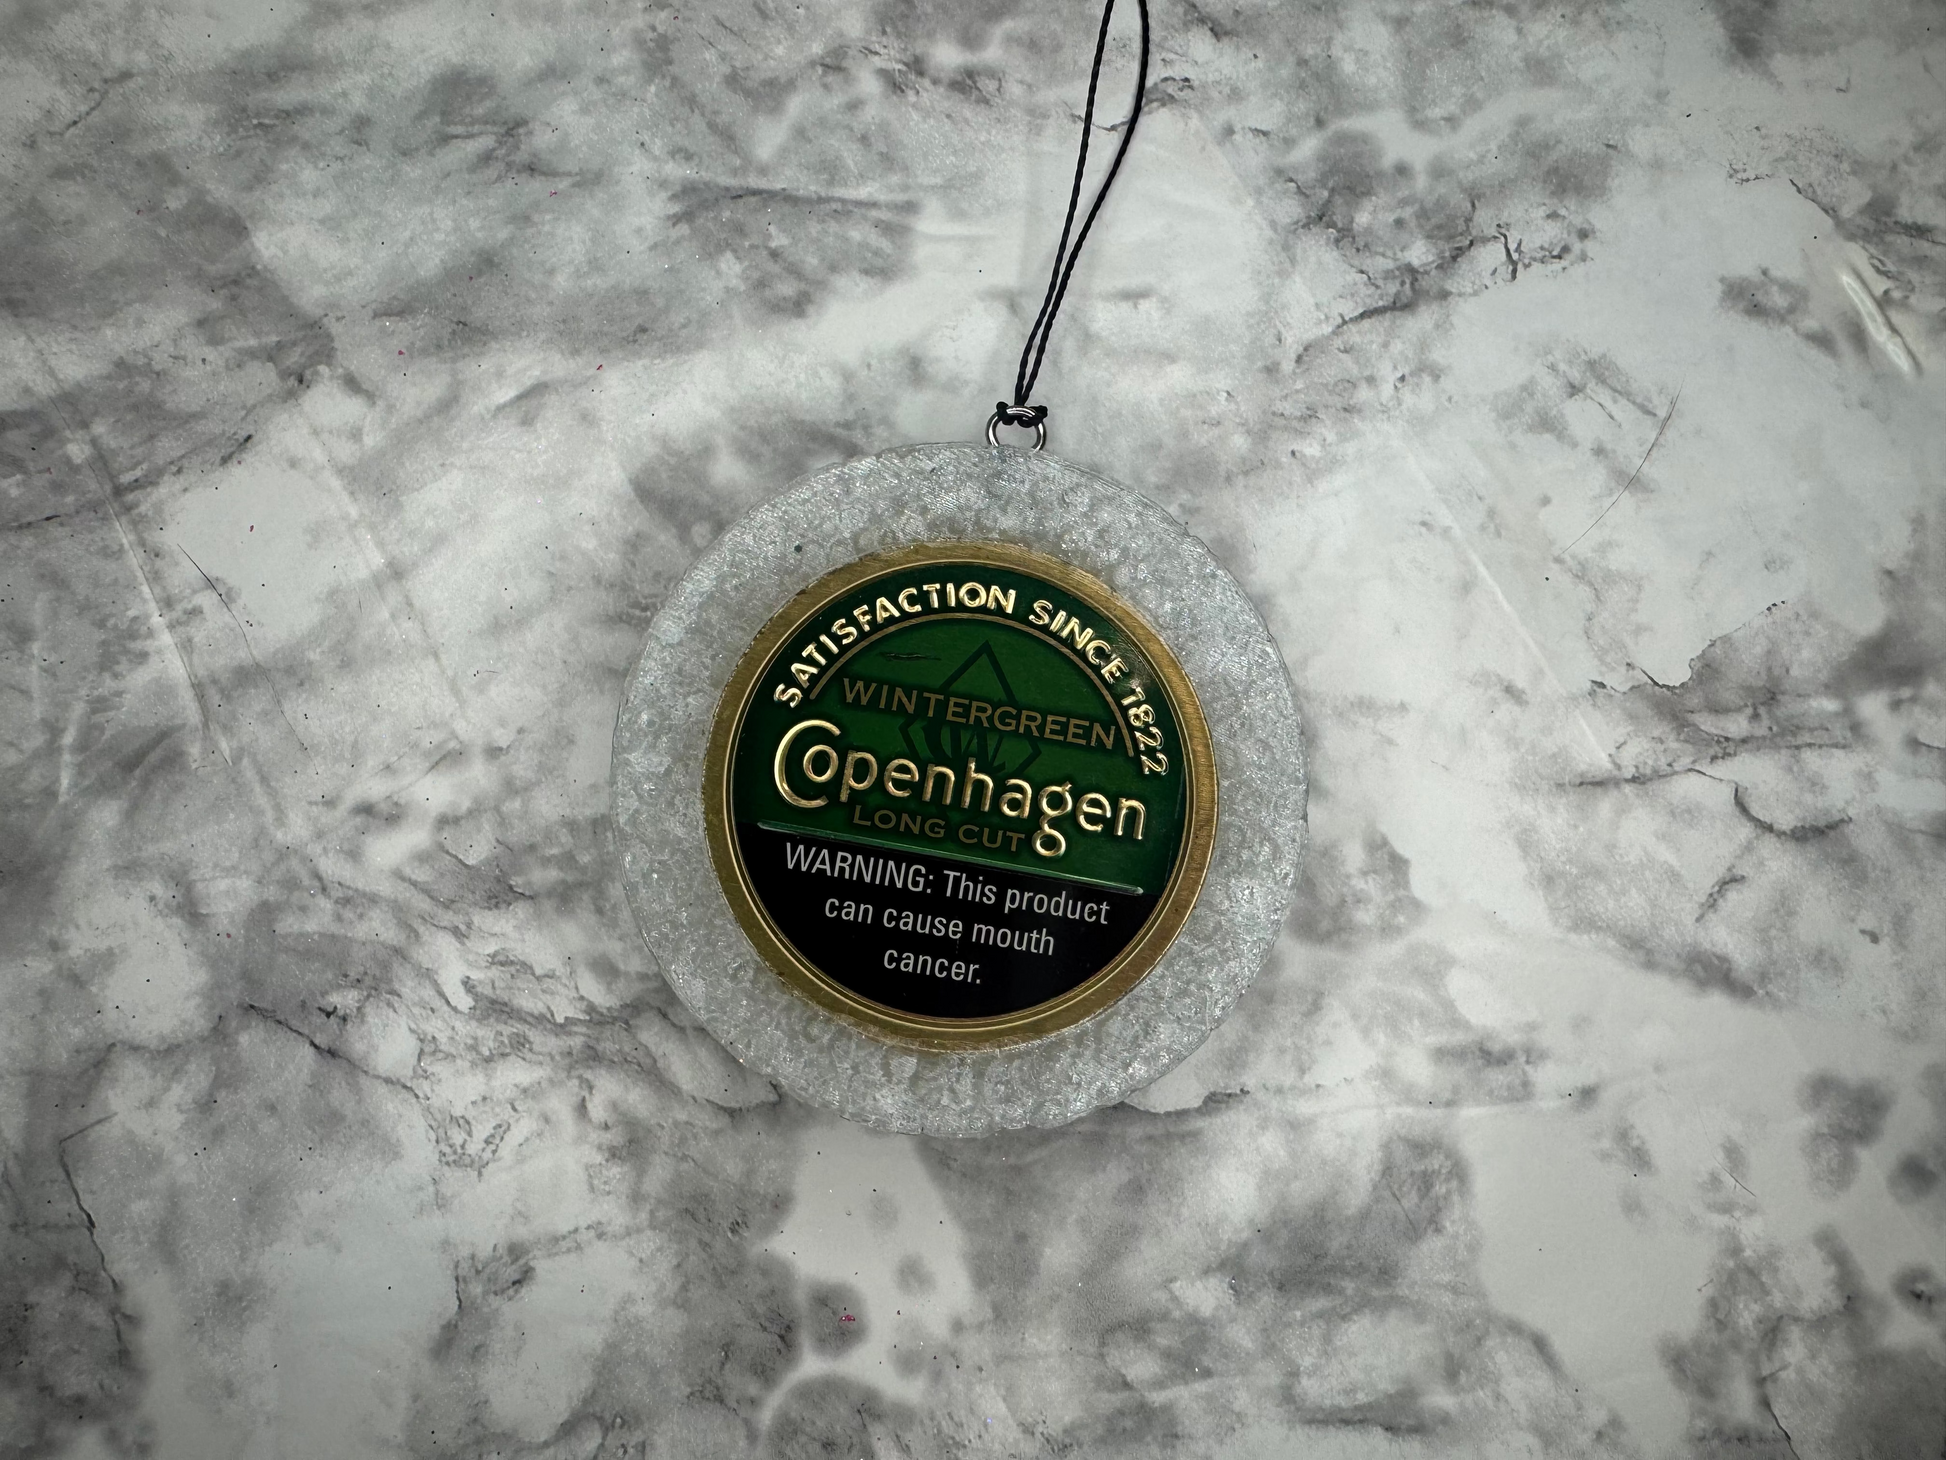 SATISFACTION SINCE 1822
WINTERGREEN
Copenhagen
LONG CUT
WARNING: This product
can cause mouth
cancer.